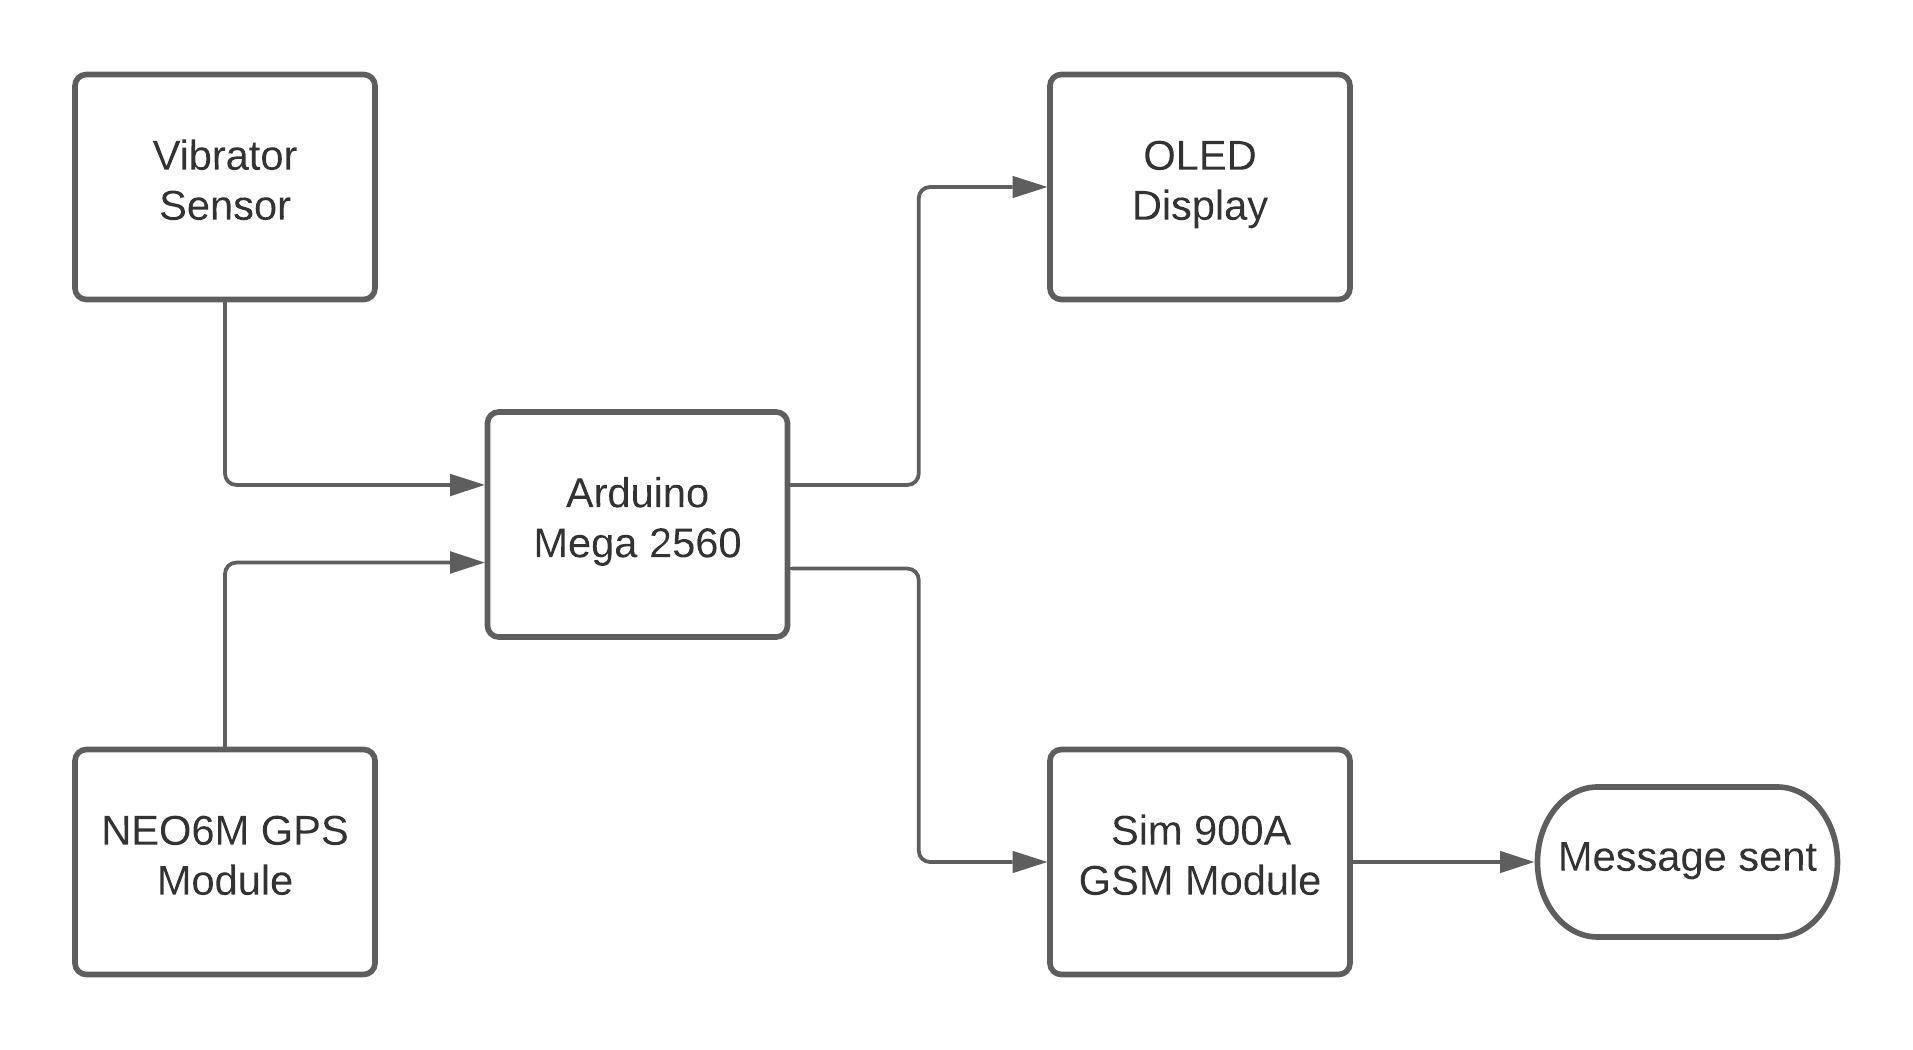 Vibrator
Sensor
OLED
Display
Arduino
Mega 2560
NEO6M GPS
Module
Sim 900A
GSM Module
Message sent